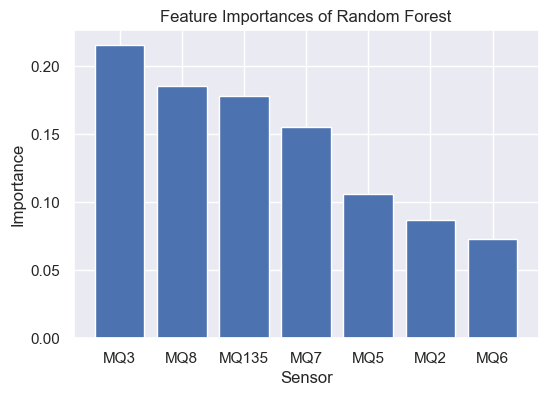 Feature Importances of Random Forest
Importance
0.20
0.15
0.10
0.05
0.00
MQ3 MQ8 MQ135 MQ7 MQ5 MQ2 MQ6
Sensor